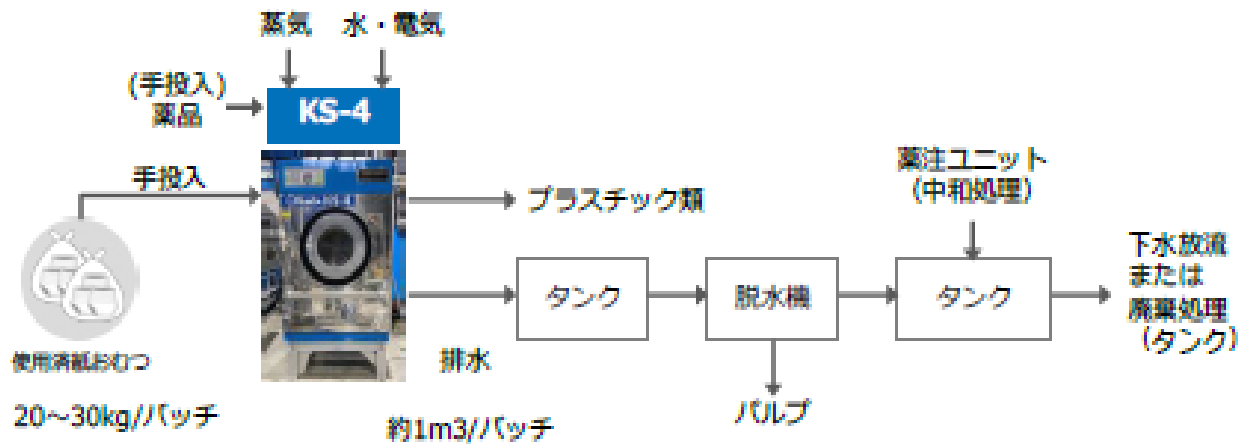 蒸気 水・電気
(手投入)
薬品
KS-4
手投入
使用済紙おむつ
20～30kg/バッチ
プラスチック類
排水
約1m3/バッチ
タンク
脱水機
パルプ
薬注ユニット
(中和処理)
タンク
下水放流
または
廃棄処理
(タンク)